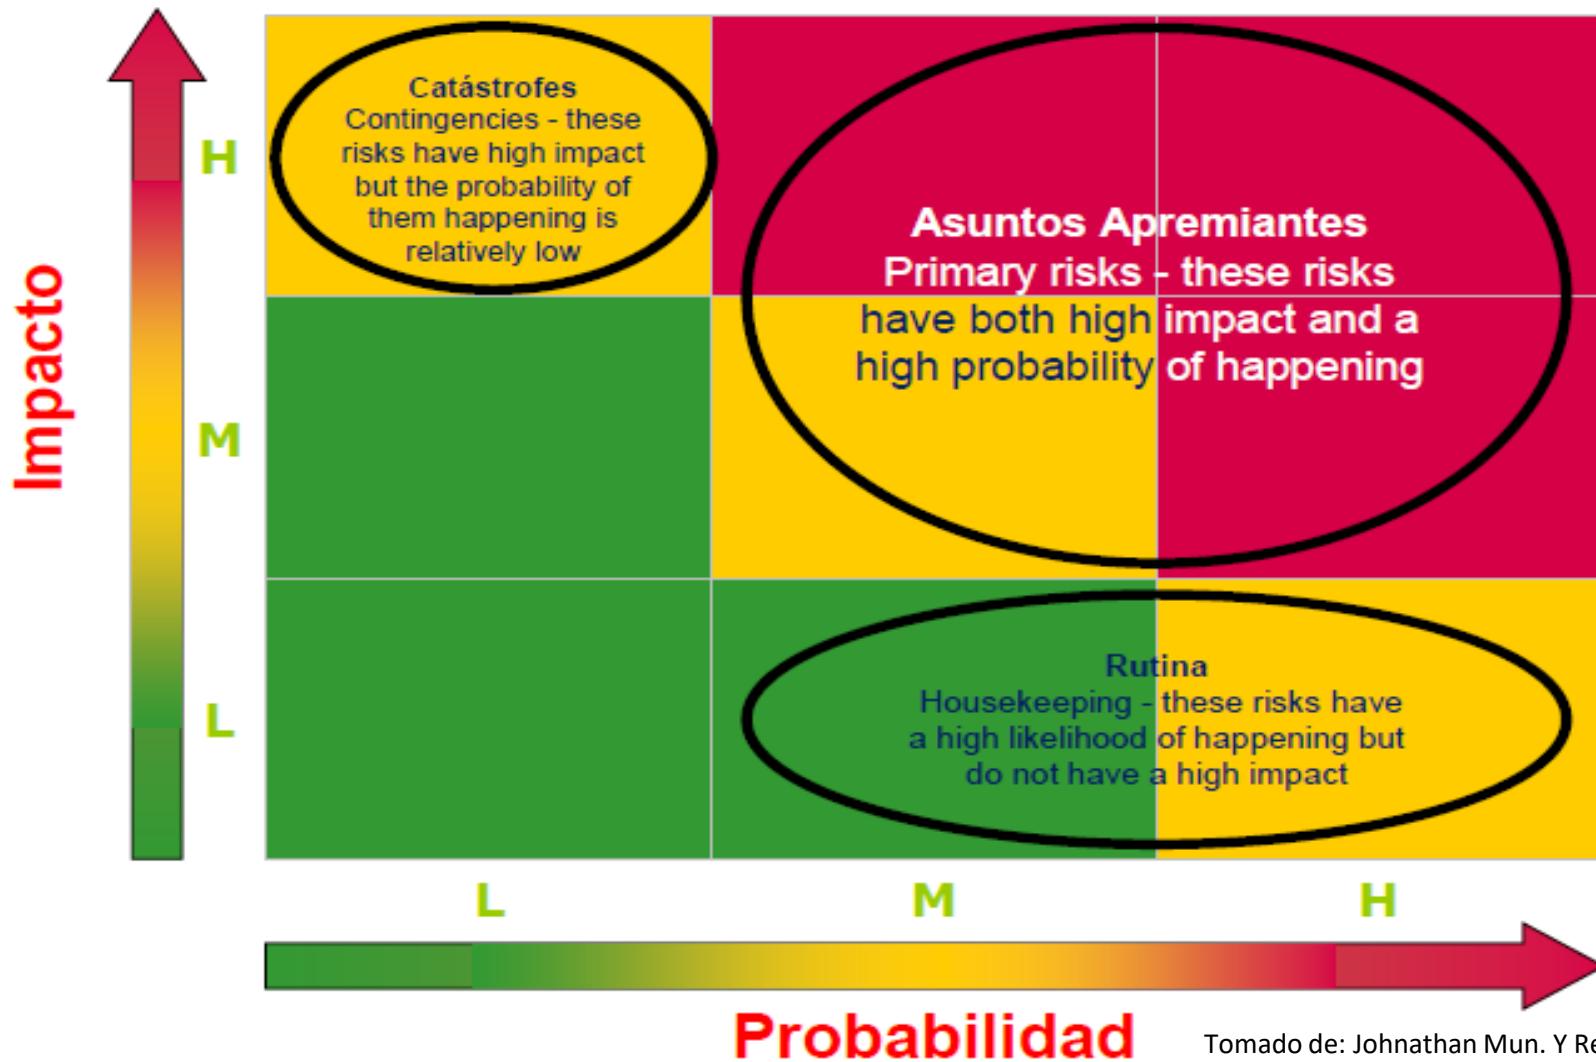 Impacto
H
M
L
Catástrofes
Contingencies - these
risks have high impact
but the probability of
them happening is
relatively low
Asuntos Apremiantes
Primary risks - these risks
have both high impact and a
high probability of happening
Rutina
Housekeeping - these risks have
a high likelihood of happening but
do not have a high impact
L
M
H
Probabilidad
Tomado de: Johnathan Mun. Y